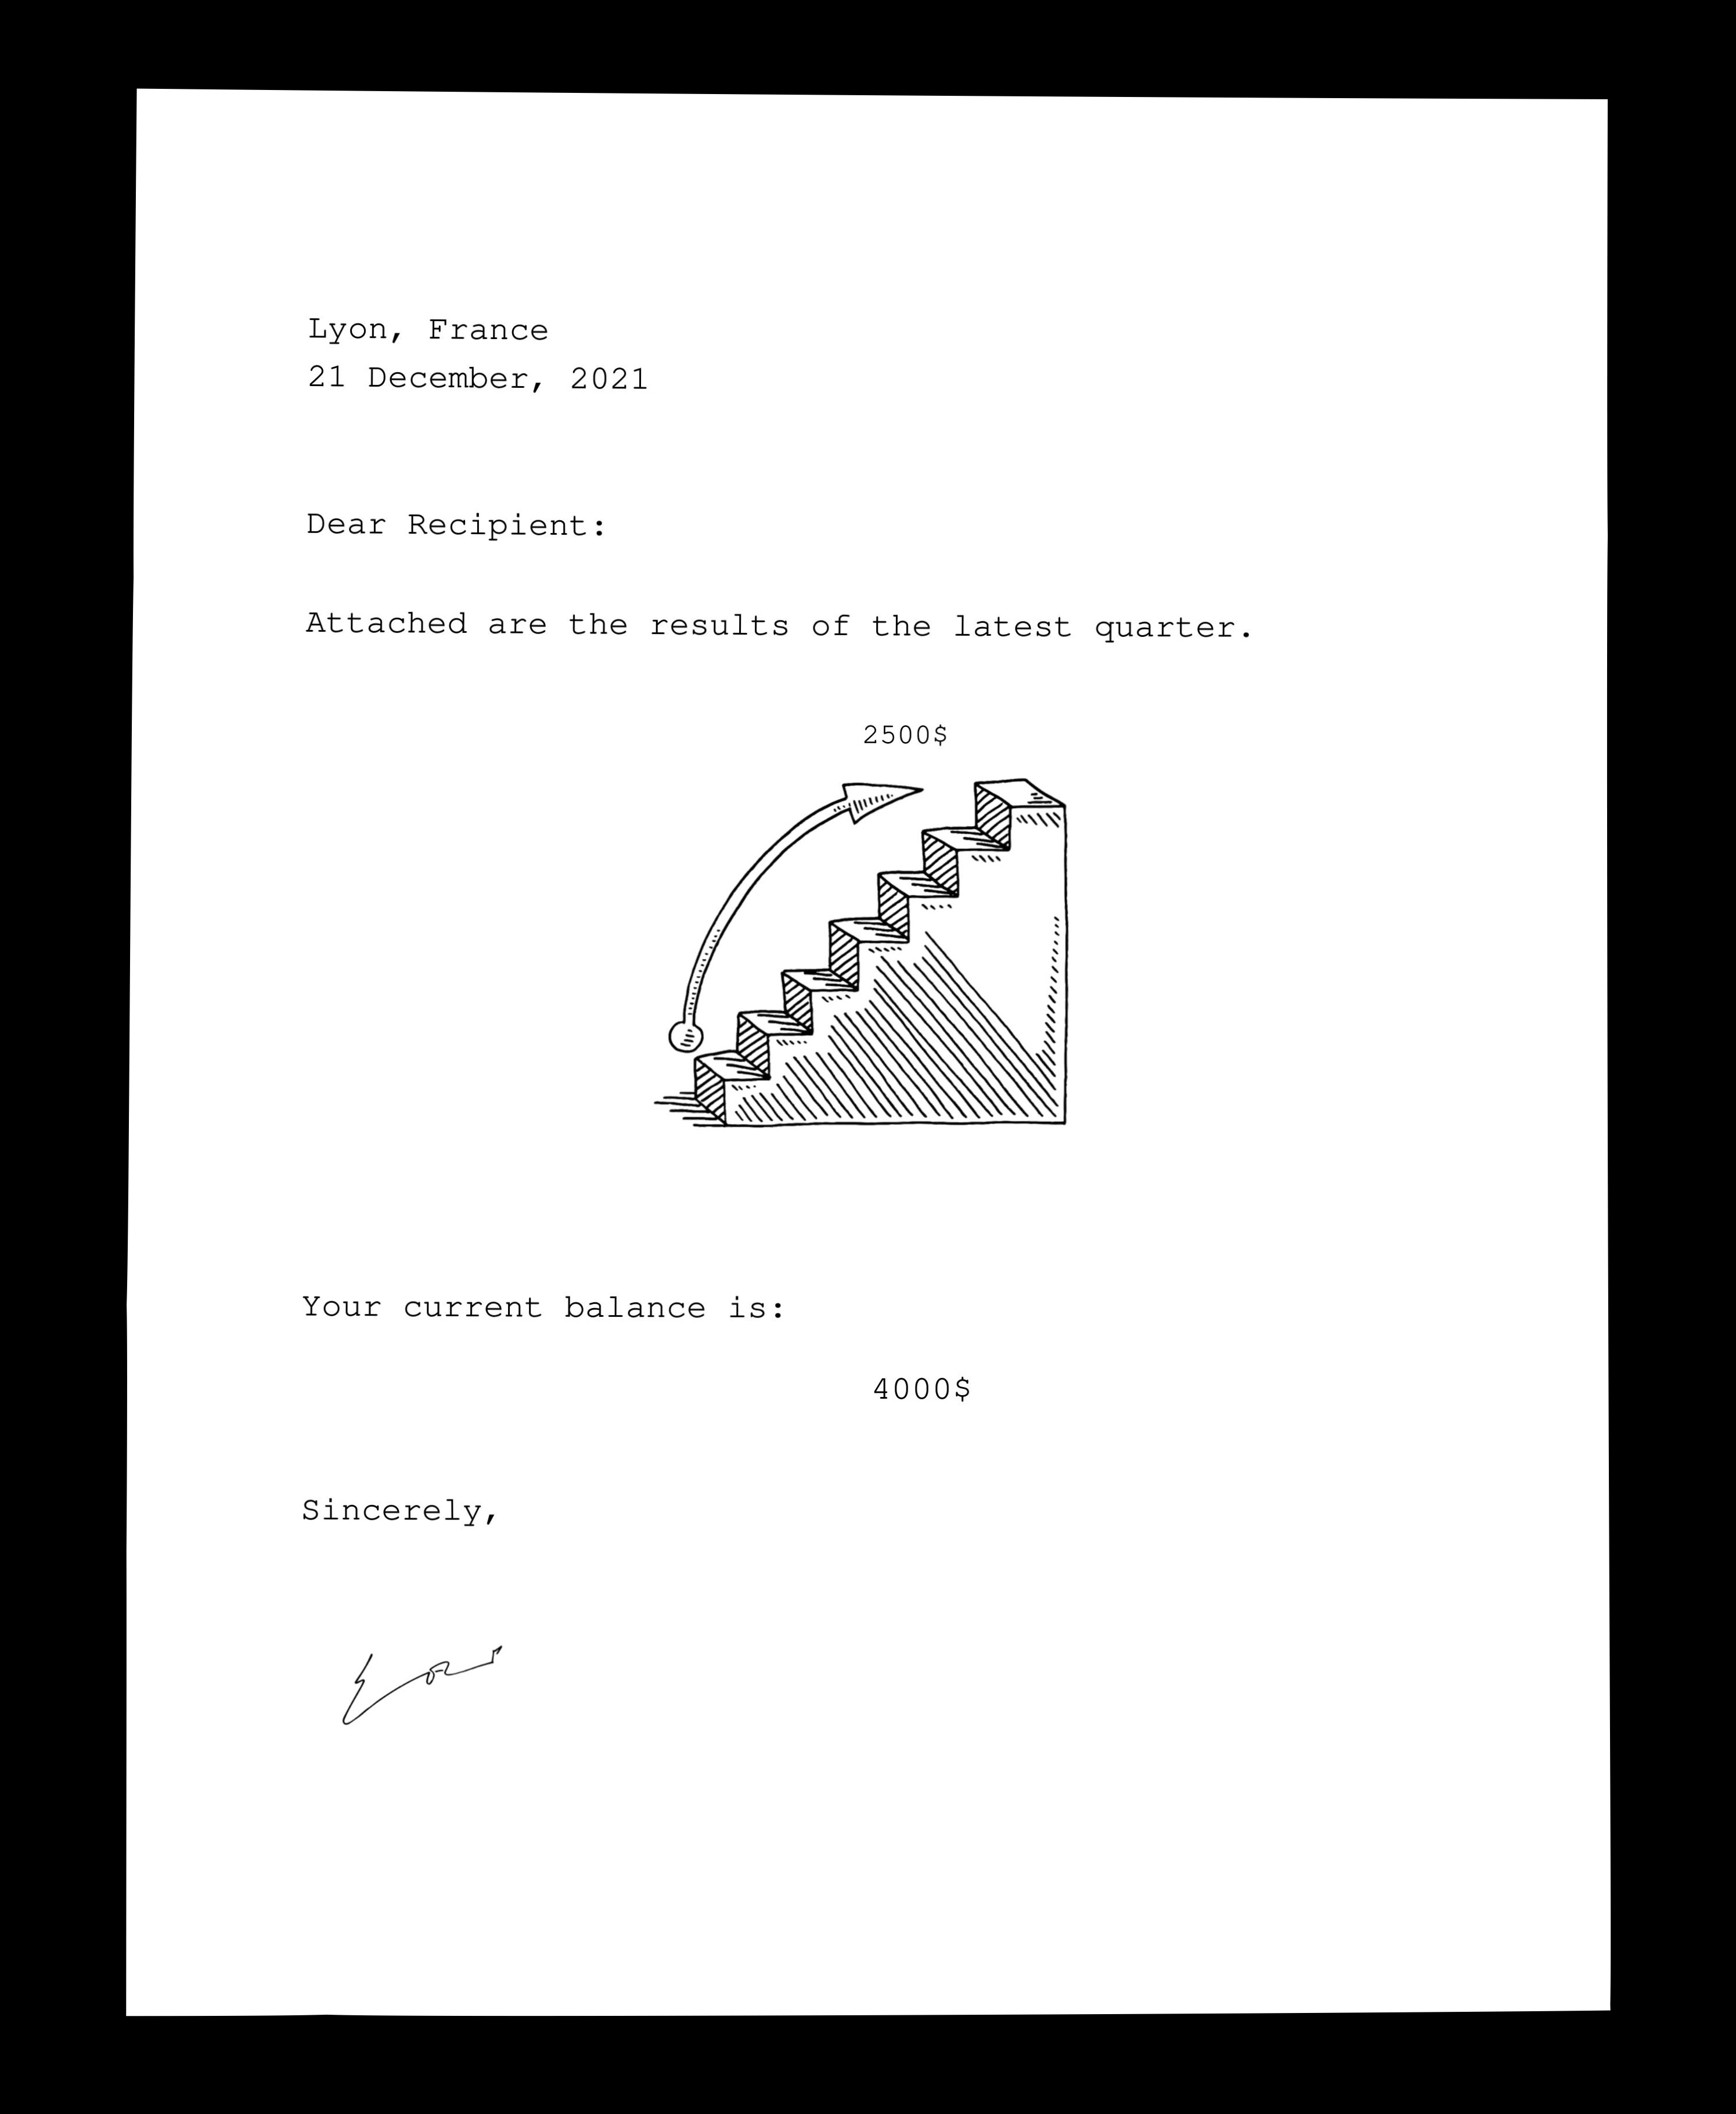 Lyon, France
21 December, 2021
Dear Recipient:
Attached are the results of the latest quarter.
2500$
Your current balance is:
4000$
Sincerely,